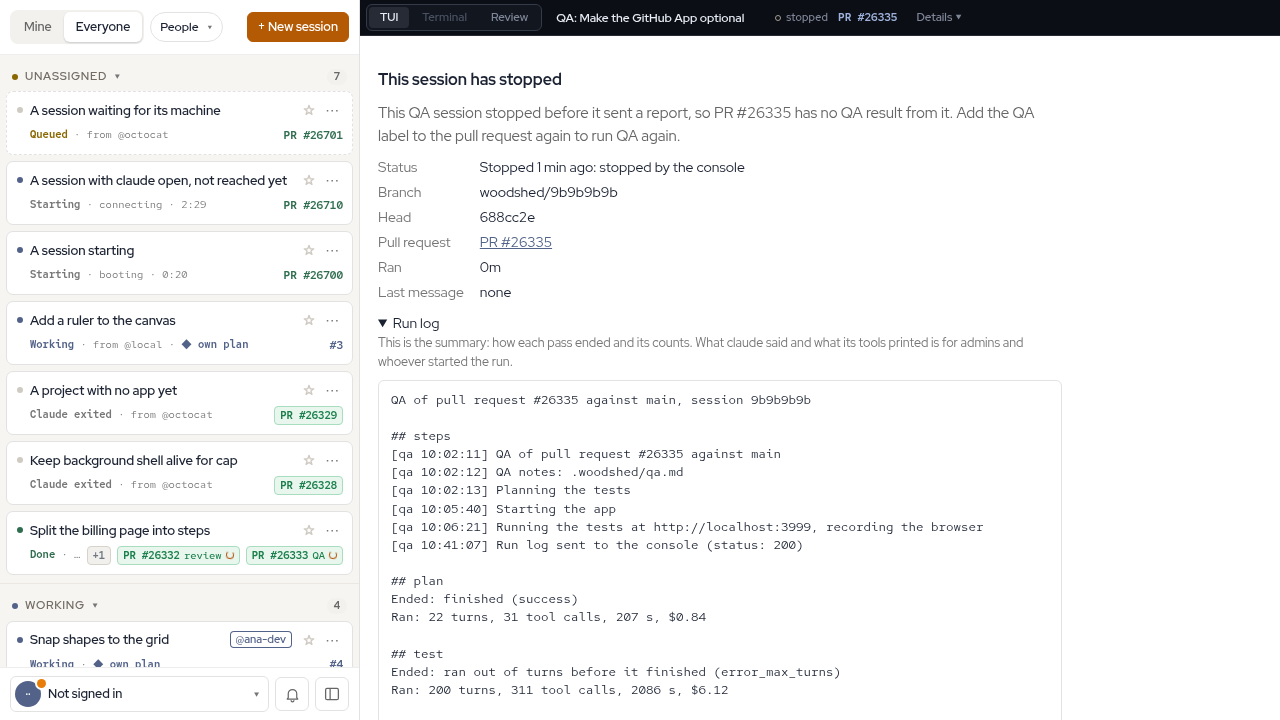 Mine
Everyone
People
+ New session
UNASSIGNED
7
A session waiting for its machine
Queued · from @octocat
PR #26701
A session with claude open, not reached yet
Starting · connecting · 2:29
PR #26710
A session starting
Starting · booting · 0:20
PR #26700
Add a ruler to the canvas
Working · from @local · ◆ own plan
#3
A project with no app yet
Claude exited · from @octocat
PR #26329
Keep background shell alive for cap
Claude exited · from @octocat
PR #26328
Split the billing page into steps
Done · … +1 PR #26332 review PR #26333 QA
WORKING
4
Snap shapes to the grid
@ana-dev
Working · ◆ own plan
#4
Not signed in
TUI
Terminal
Review
QA: Make the GitHub App optional
stopped
PR #26335
Details
This session has stopped
This QA session stopped before it sent a report, so PR #26335 has no QA result from it. Add the QA
label to the pull request again to run QA again.
Status Stopped 1 min ago: stopped by the console
Branch woodshed/9b9b9b9b
Head 688cc2e
Pull request PR #26335
Ran 0m
Last message none
Run log
This is the summary: how each pass ended and its counts. What claude said and what its tools printed is for admins and
whoever started the run.
QA of pull request #26335 against main, session 9b9b9b9b
## steps
[qa 10:02:11] QA of pull request #26335 against main
[qa 10:02:12] QA notes: .woodshed/qa.md
[qa 10:02:13] Planning the tests
[qa 10:05:40] Starting the app
[qa 10:06:21] Running the tests at http://localhost:3999, recording the browser
[qa 10:41:07] Run log sent to the console (status: 200)
## plan
Ended: finished (success)
Ran: 22 turns, 31 tool calls, 207 s, $0.84
## test
Ended: ran out of turns before it finished (error_max_turns)
Ran: 200 turns, 311 tool calls, 2086 s, $6.12